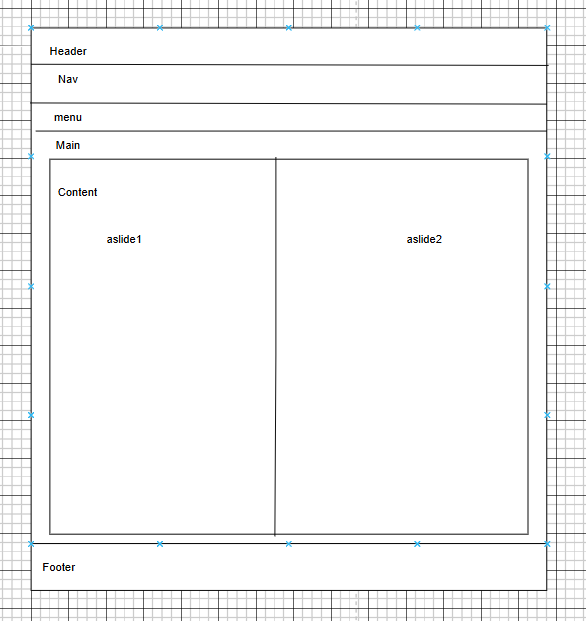 Header
Nav
menu
Main
Content
aslide1
aslide2
Footer